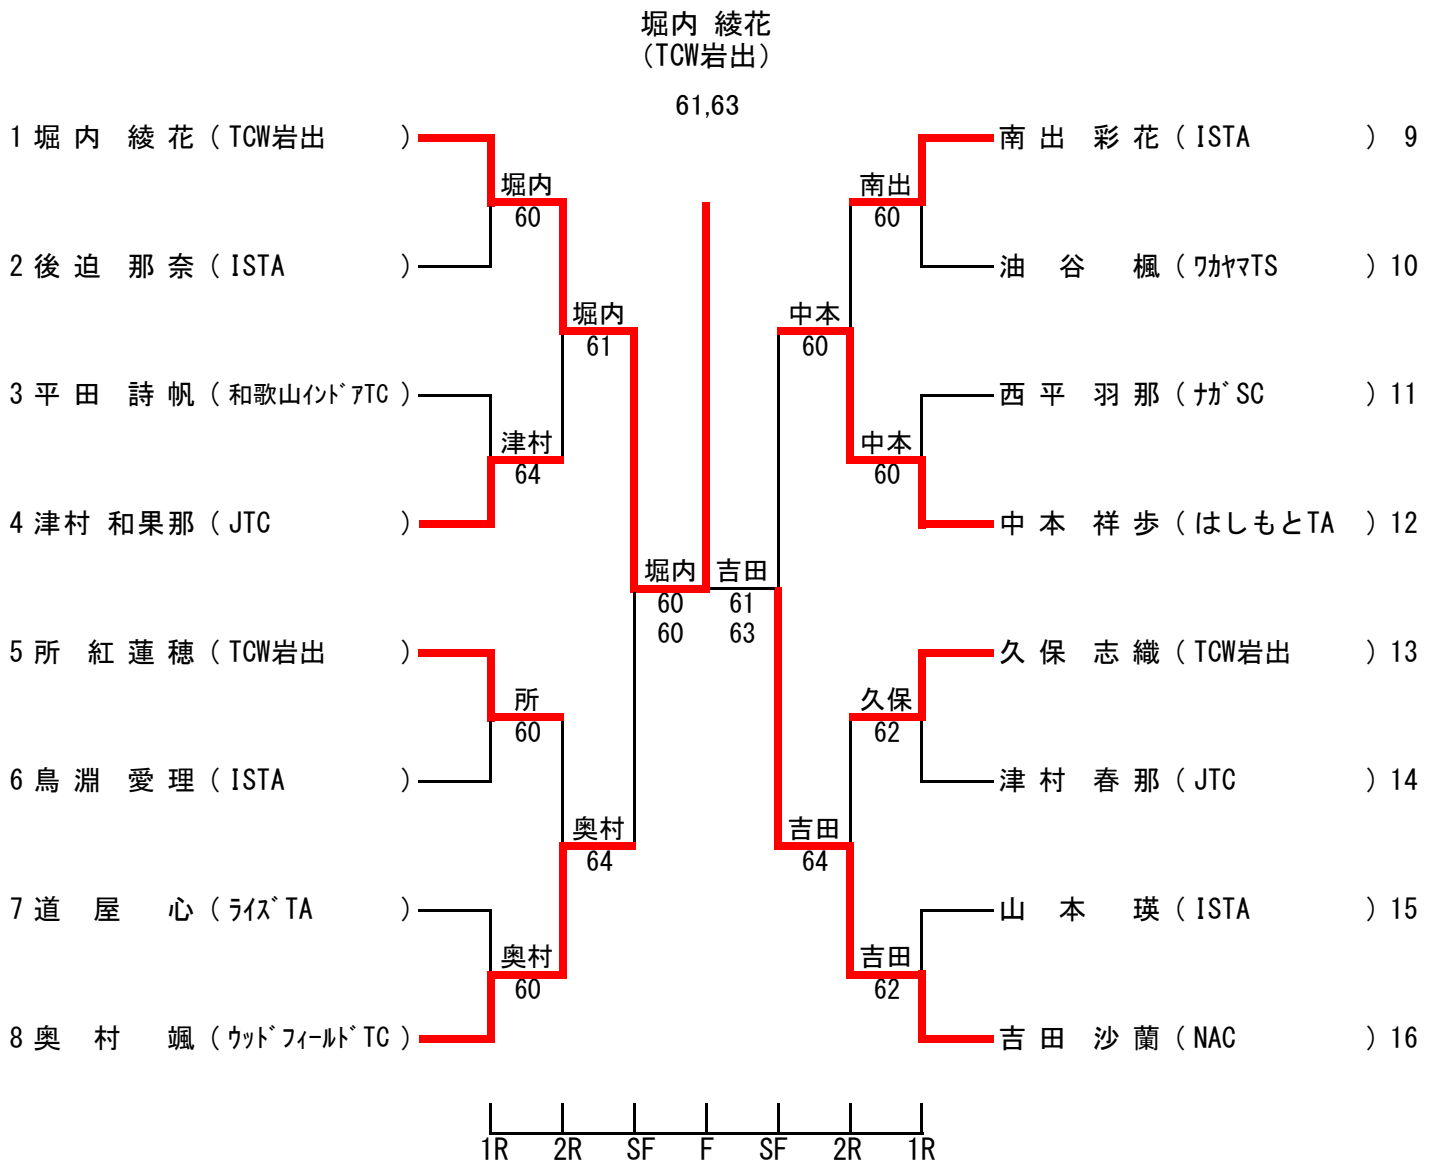 堀内 綾花
(TCW岩出)
61,63
1 堀内 綾花 ( TCW岩出 )
2 後迫 那奈 ( ISTA )
3 平田 詩帆 ( 和歌山ｲﾝﾄﾞｱTC )
4 津村 和果那 ( JTC )
5 所 紅蓮穂 ( TCW岩出 )
6 鳥淵 愛理 ( ISTA )
7 道屋 心 ( ﾗｲｽﾞTA )
8 奥村 颯 ( ｳｯﾄﾞﾌｨｰﾙﾄﾞTC )
堀内
60
津村
64
所
60
奥村
60
堀内
61
奥村
64
堀内
60
60
吉田
61
63
中本
60
吉田
64
南出
60
中本
60
久保
62
吉田
62
南出 彩花 ( ISTA ) 9
油谷 楓 ( ﾜｶﾔﾏTS ) 10
西平 羽那 ( ﾅｶﾞSC ) 11
中本 祥歩 ( はしもとTA ) 12
久保 志織 ( TCW岩出 ) 13
津村 春那 ( JTC ) 14
山本 瑛 ( ISTA ) 15
吉田 沙蘭 ( NAC ) 16
1R 2R SF F SF 2R 1R